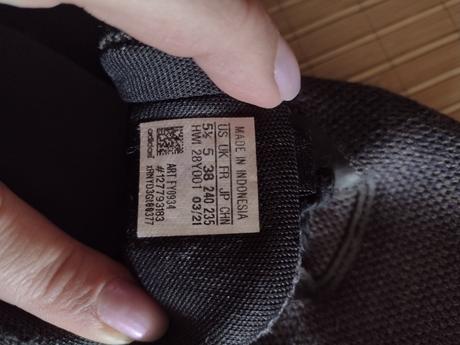 MADE IN INDONESIA
US UK FR JP CHN
5½ 5 38 240 235
HWI 28Y001 03/21
ART FY0934
#127793183
adidas